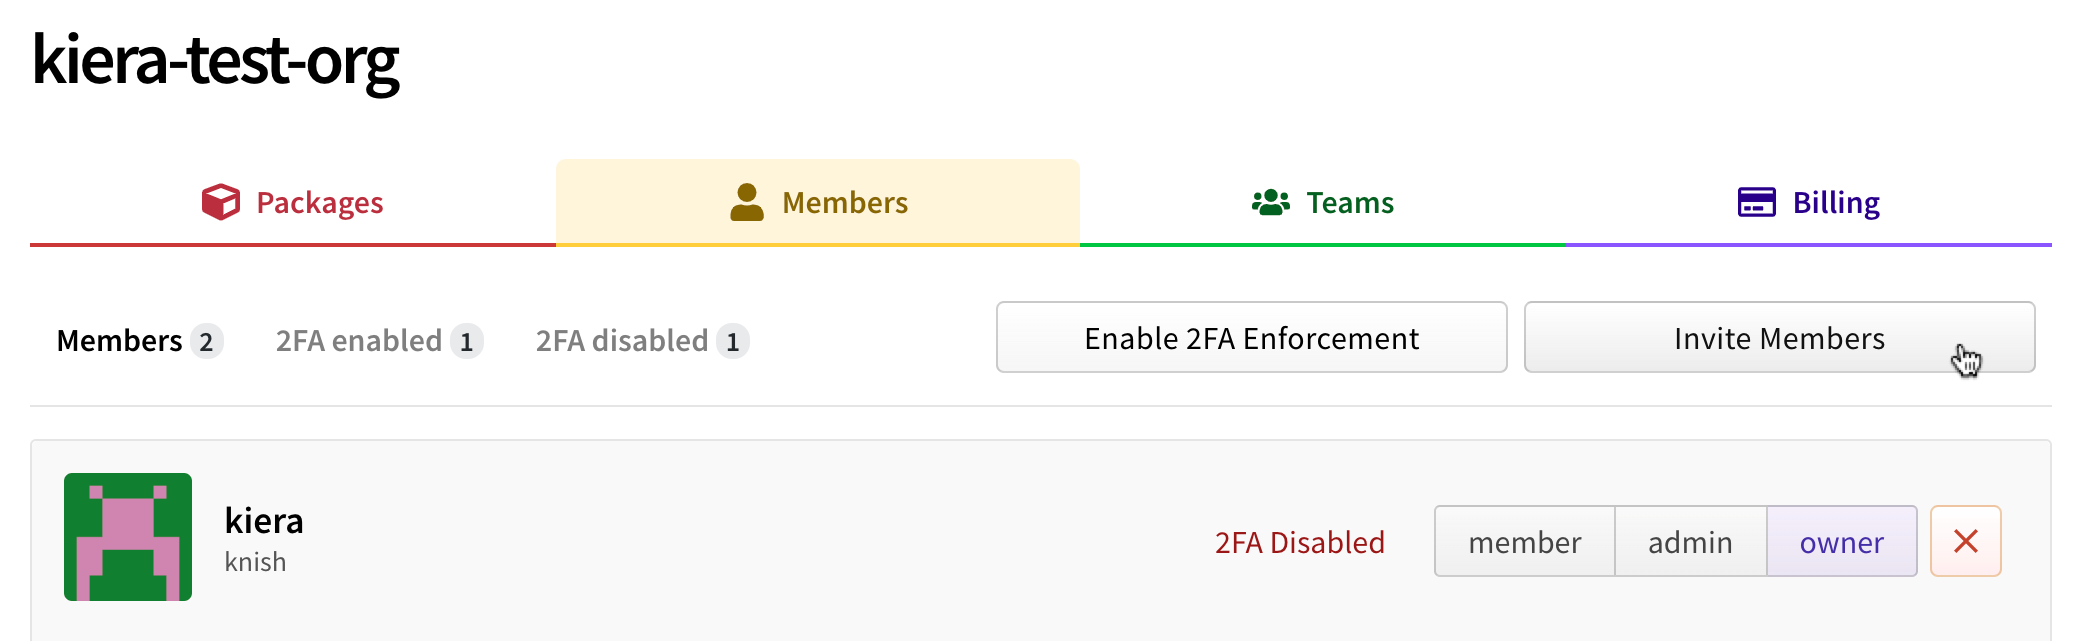 kiera-test-org
Packages Members Teams Billing
Members 2 2FA enabled 1 2FA disabled 1 Enable 2FA Enforcement Invite Members
kiera
knish
2FA Disabled member admin owner